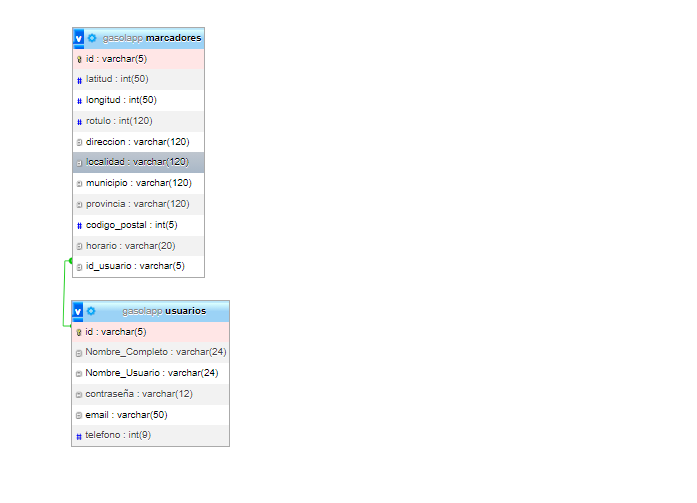 v gasolapp marcadores
id : varchar(5)
# latitud : int(50)
# longitud : int(50)
# rotulo : int(120)
direccion : varchar(120)
localidad : varchar(120)
municipio : varchar(120)
provincia : varchar(120)
# codigo_postal : int(5)
horario : varchar(20)
id_usuario : varchar(5)
v gasolapp usuarios
id : varchar(5)
Nombre_Completo : varchar(24)
Nombre_Usuario : varchar(24)
contraseña : varchar(12)
email : varchar(50)
# telefono : int(9)